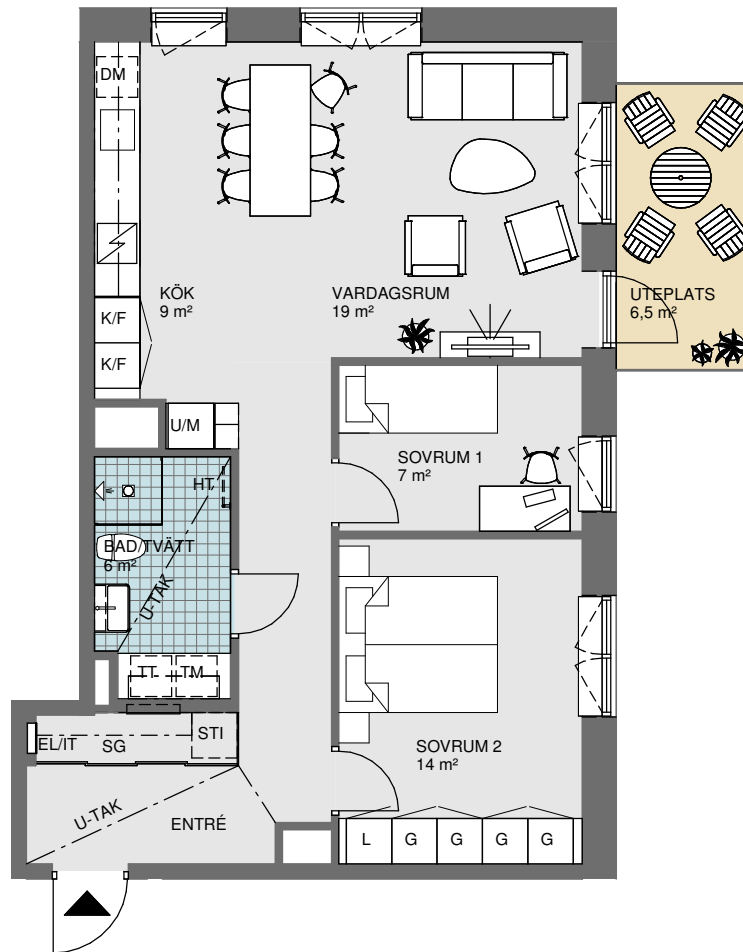 DM
KÖK
9 m²
VARDAGSRUM
19 m²
UTEPLATS
6,5 m²
K/F
K/F
U/M
SOVRUM 1
7 m²
HT
BAD/TVÄTT
6 m²
U-TAK
TT
TM
EL/IT
SG
STI
SOVRUM 2
14 m²
U-TAK
ENTRÉ
L
G
G
G
G